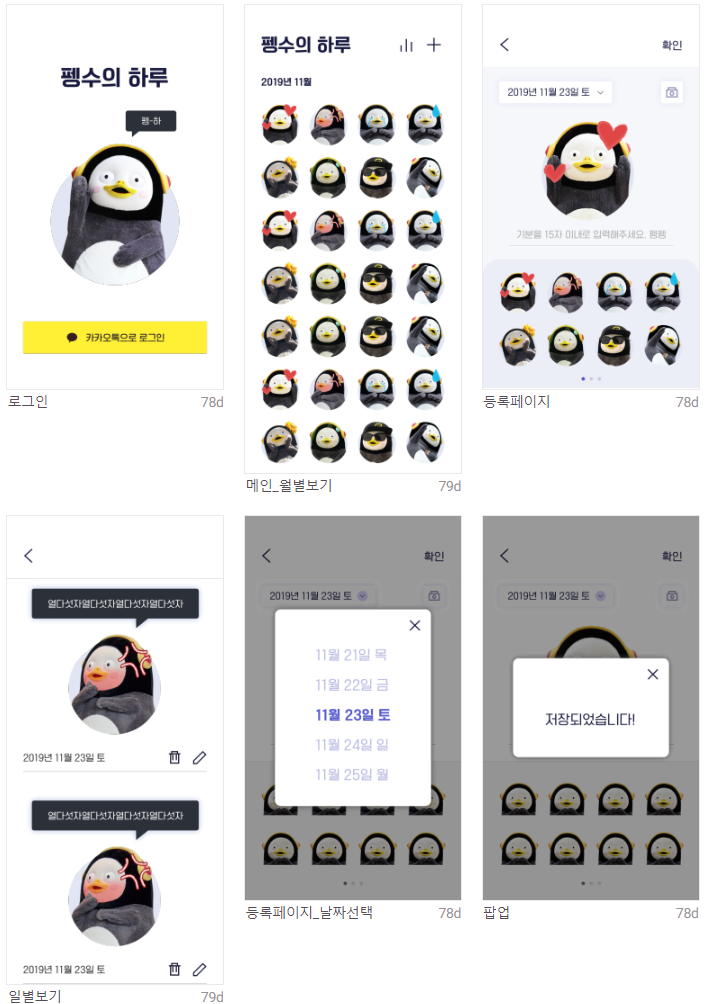 펭수의 하루
펭-하
카카오톡으로 로그인
로그인
78d
펭수의 하루
2019년 11월
메인_월별보기
79d
확인
2019년 11월 23일 토
기분을 15자 이내로 입력해주세요. 펭펭
등록페이지
78d
열다섯자열다섯자열다섯자열다섯자
2019년 11월 23일 토
열다섯자열다섯자열다섯자열다섯자
2019년 11월 23일 토
일별보기
79d
확인
2019년 11월 23일 토
11월 21일 목
11월 22일 금
11월 23일 토
11월 24일 일
11월 25일 월
등록페이지_날짜선택
78d
확인
2019년 11월 23일 토
저장되었습니다!
팝업
78d